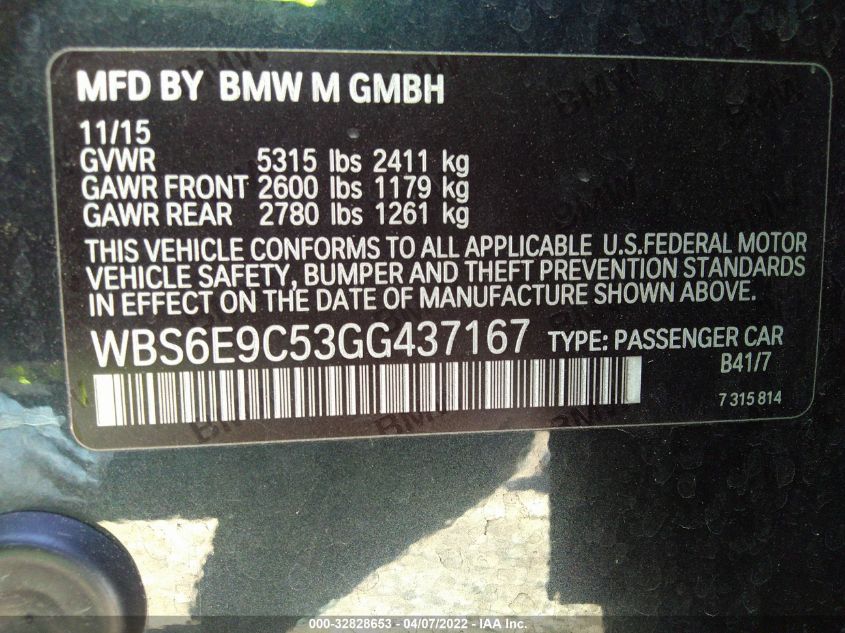 MFD BY BMW M GMBH
11/15
GVWR 5315 lbs 2411 kg
GAWR FRONT 2600 lbs 1179 kg
GAWR REAR 2780 lbs 1261 kg
THIS VEHICLE CONFORMS TO ALL APPLICABLE U.S.FEDERAL MOTOR
VEHICLE SAFETY, BUMPER AND THEFT PREVENTION STANDARDS
IN EFFECT ON THE DATE OF MANUFACTURE SHOWN ABOVE.
WBS6E9C53GG437167 TYPE: PASSENGER CAR
B41/7
7 315 814
000-32828653 - 04/07/2022 - IAA Inc.